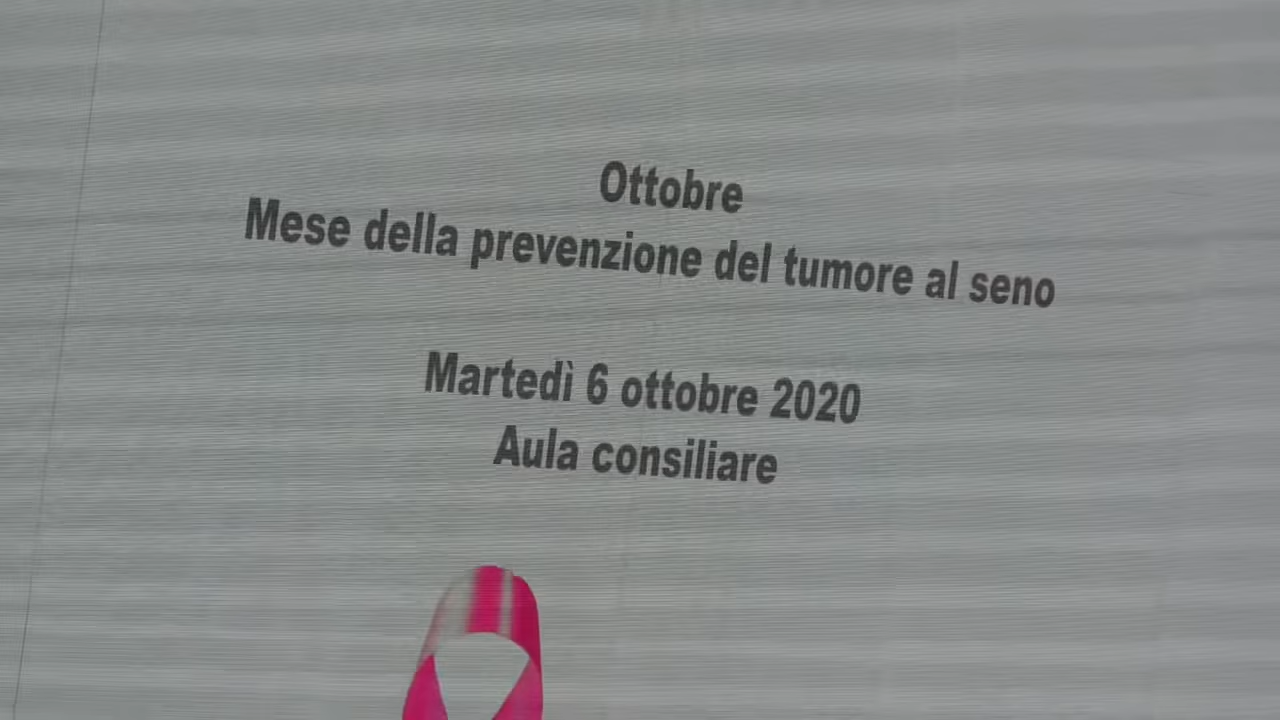 Ottobre
Mese della prevenzione del tumore al seno
Martedì 6 ottobre 2020
Aula consiliare